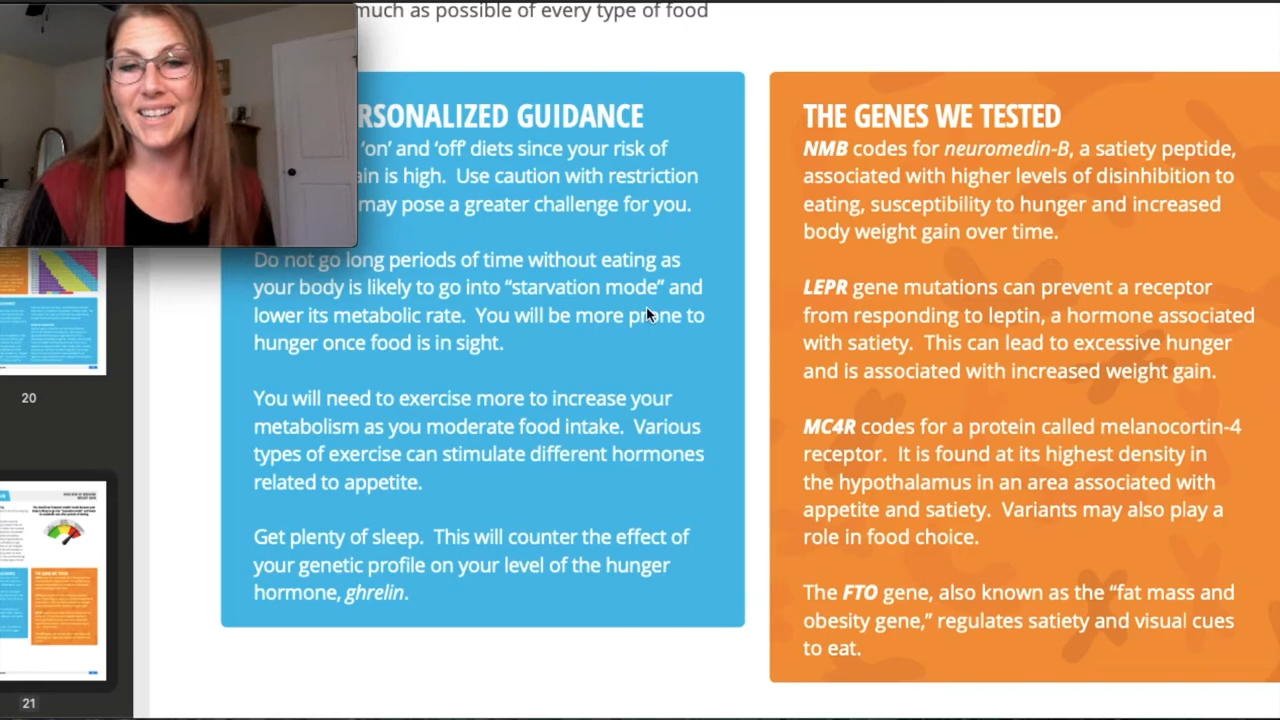 much as possible of every type of food
RSONALIZED GUIDANCE
'on' and 'off' diets since your risk of
ain is high. Use caution with restriction
may pose a greater challenge for you.
Do not go long periods of time without eating as
your body is likely to go into “starvation mode” and
lower its metabolic rate. You will be more prone to
hunger once food is in sight.
You will need to exercise more to increase your
metabolism as you moderate food intake. Various
types of exercise can stimulate different hormones
related to appetite.
Get plenty of sleep. This will counter the effect of
your genetic profile on your level of the hunger
hormone, ghrelin.
THE GENES WE TESTED
NMB codes for neuromedin-B, a satiety peptide,
associated with higher levels of disinhibition to
eating, susceptibility to hunger and increased
body weight gain over time.
LEPR gene mutations can prevent a receptor
from responding to leptin, a hormone associated
with satiety. This can lead to excessive hunger
and is associated with increased weight gain.
MC4R codes for a protein called melanocortin-4
receptor. It is found at its highest density in
the hypothalamus in an area associated with
appetite and satiety. Variants may also play a
role in food choice.
The FTO gene, also known as the “fat mass and
obesity gene,” regulates satiety and visual cues
to eat.
20
21